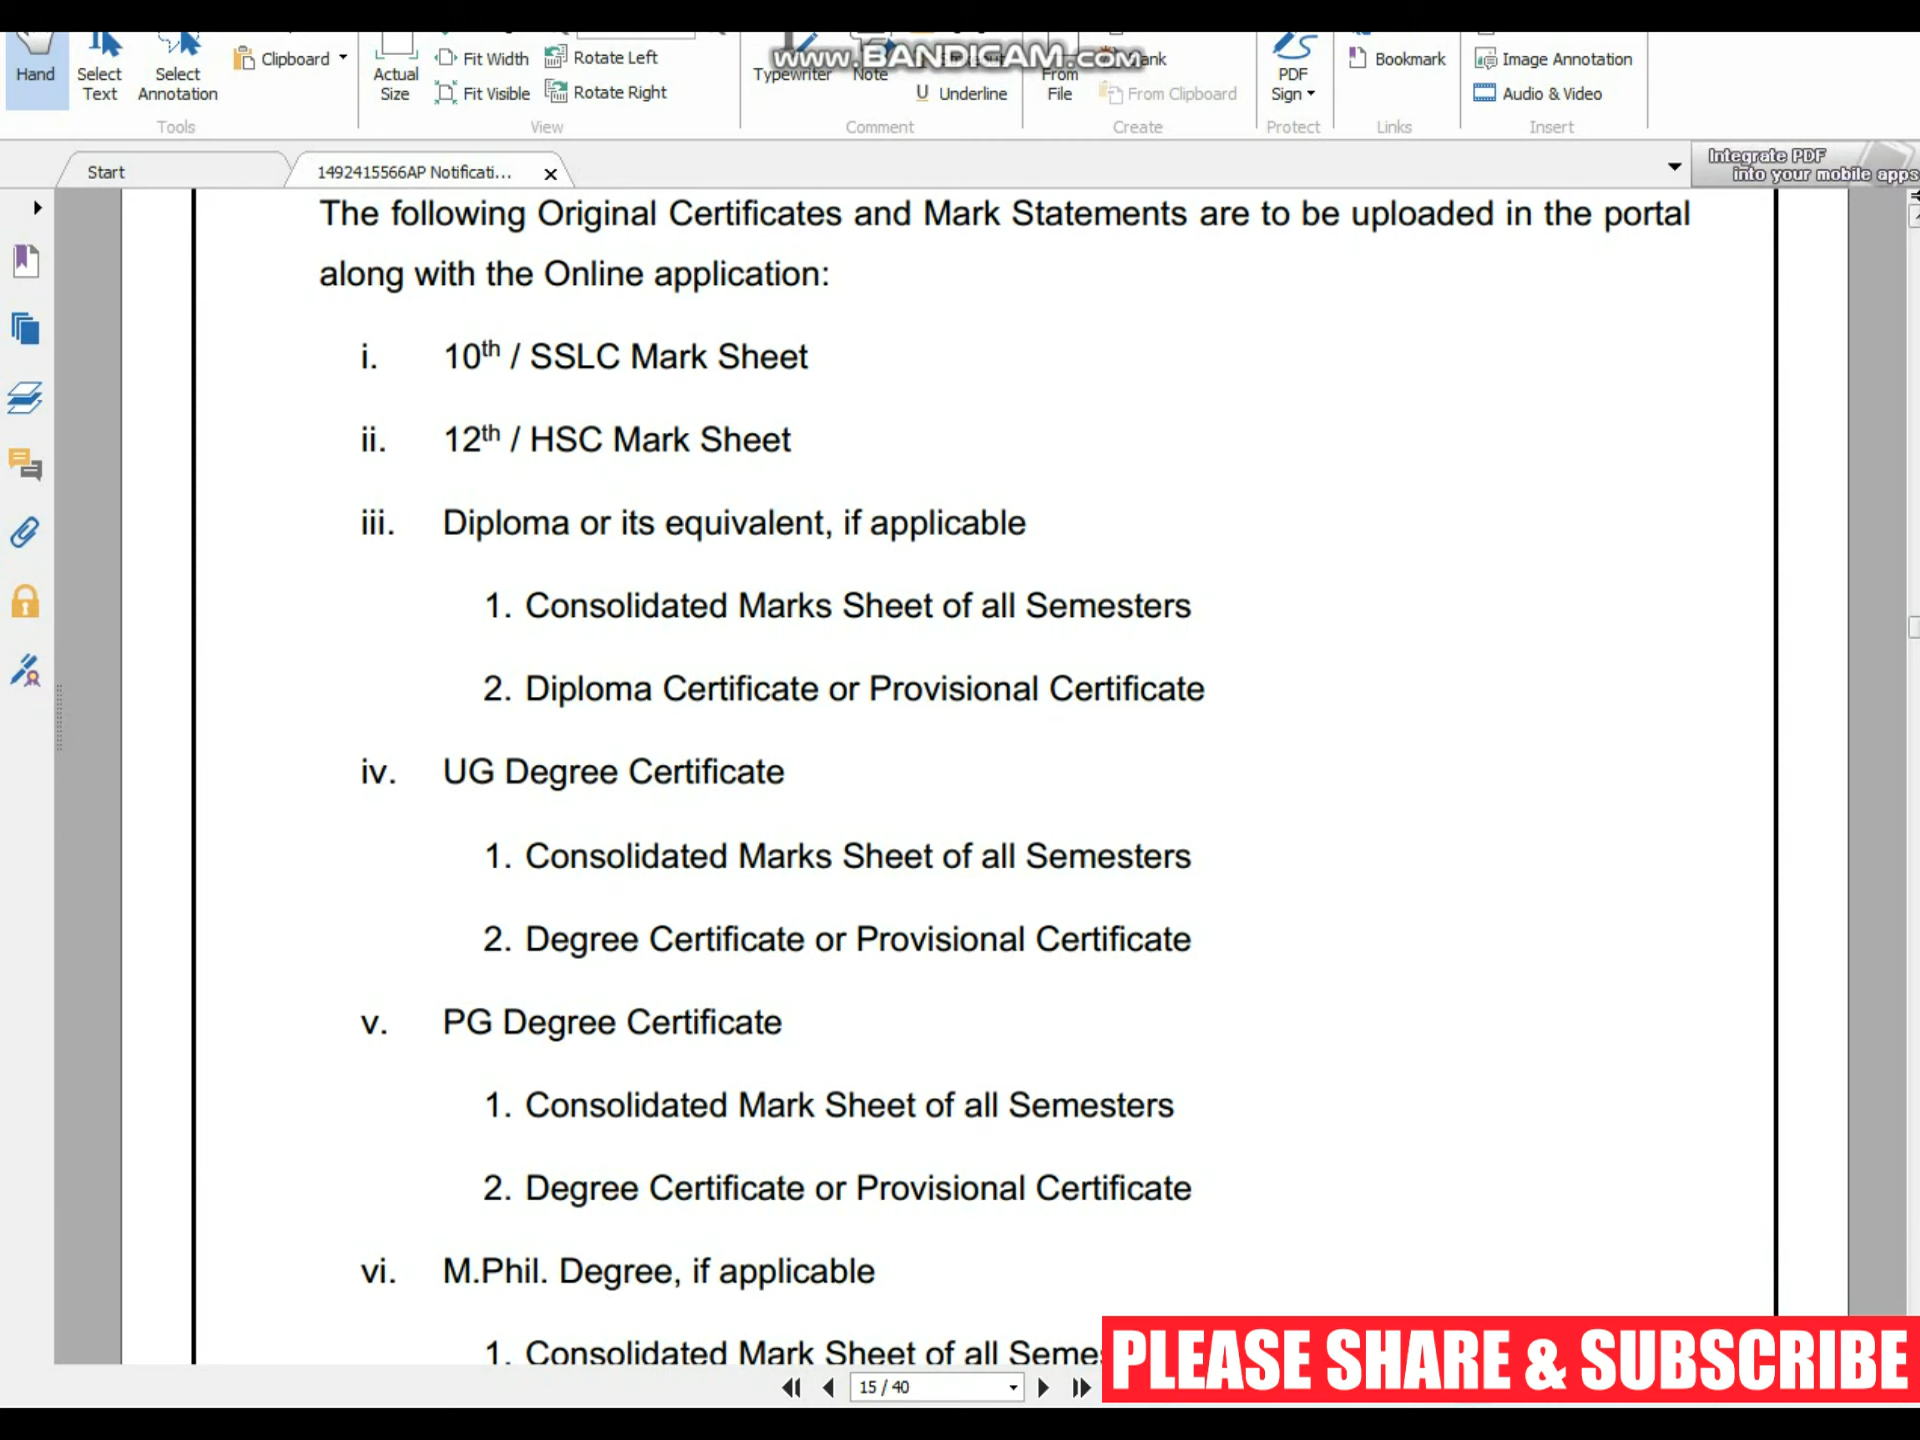 www.BANDICAM.com
Hand
Select Text
Select Annotation
Clipboard
Tools
Actual Size
Fit Width
Fit Visible
Rotate Left
Rotate Right
View
Typewriter
Note
U Underline
Comment
From File
From Clipboard
Create
PDF Sign
Protect
Bookmark
Links
Image Annotation
Audio & Video
Insert
Start
1492415566AP Notificati...
Integrate PDF
into your mobile apps
The following Original Certificates and Mark Statements are to be uploaded in the portal
along with the Online application:
i. 10th / SSLC Mark Sheet
ii. 12th / HSC Mark Sheet
iii. Diploma or its equivalent, if applicable
1. Consolidated Marks Sheet of all Semesters
2. Diploma Certificate or Provisional Certificate
iv. UG Degree Certificate
1. Consolidated Marks Sheet of all Semesters
2. Degree Certificate or Provisional Certificate
v. PG Degree Certificate
1. Consolidated Mark Sheet of all Semesters
2. Degree Certificate or Provisional Certificate
vi. M.Phil. Degree, if applicable
1. Consolidated Mark Sheet of all Seme
15 / 40
PLEASE SHARE & SUBSCRIBE